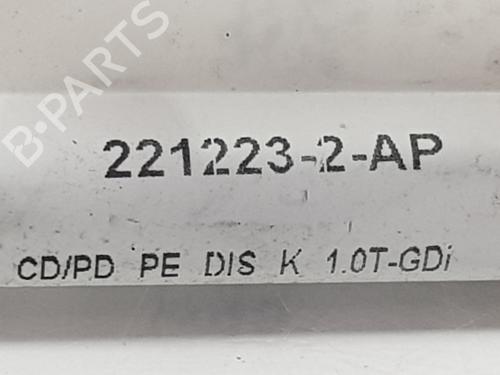 B-PARTS
221223-2-AP
CD/PD PE DIS K 1.0T-GDi